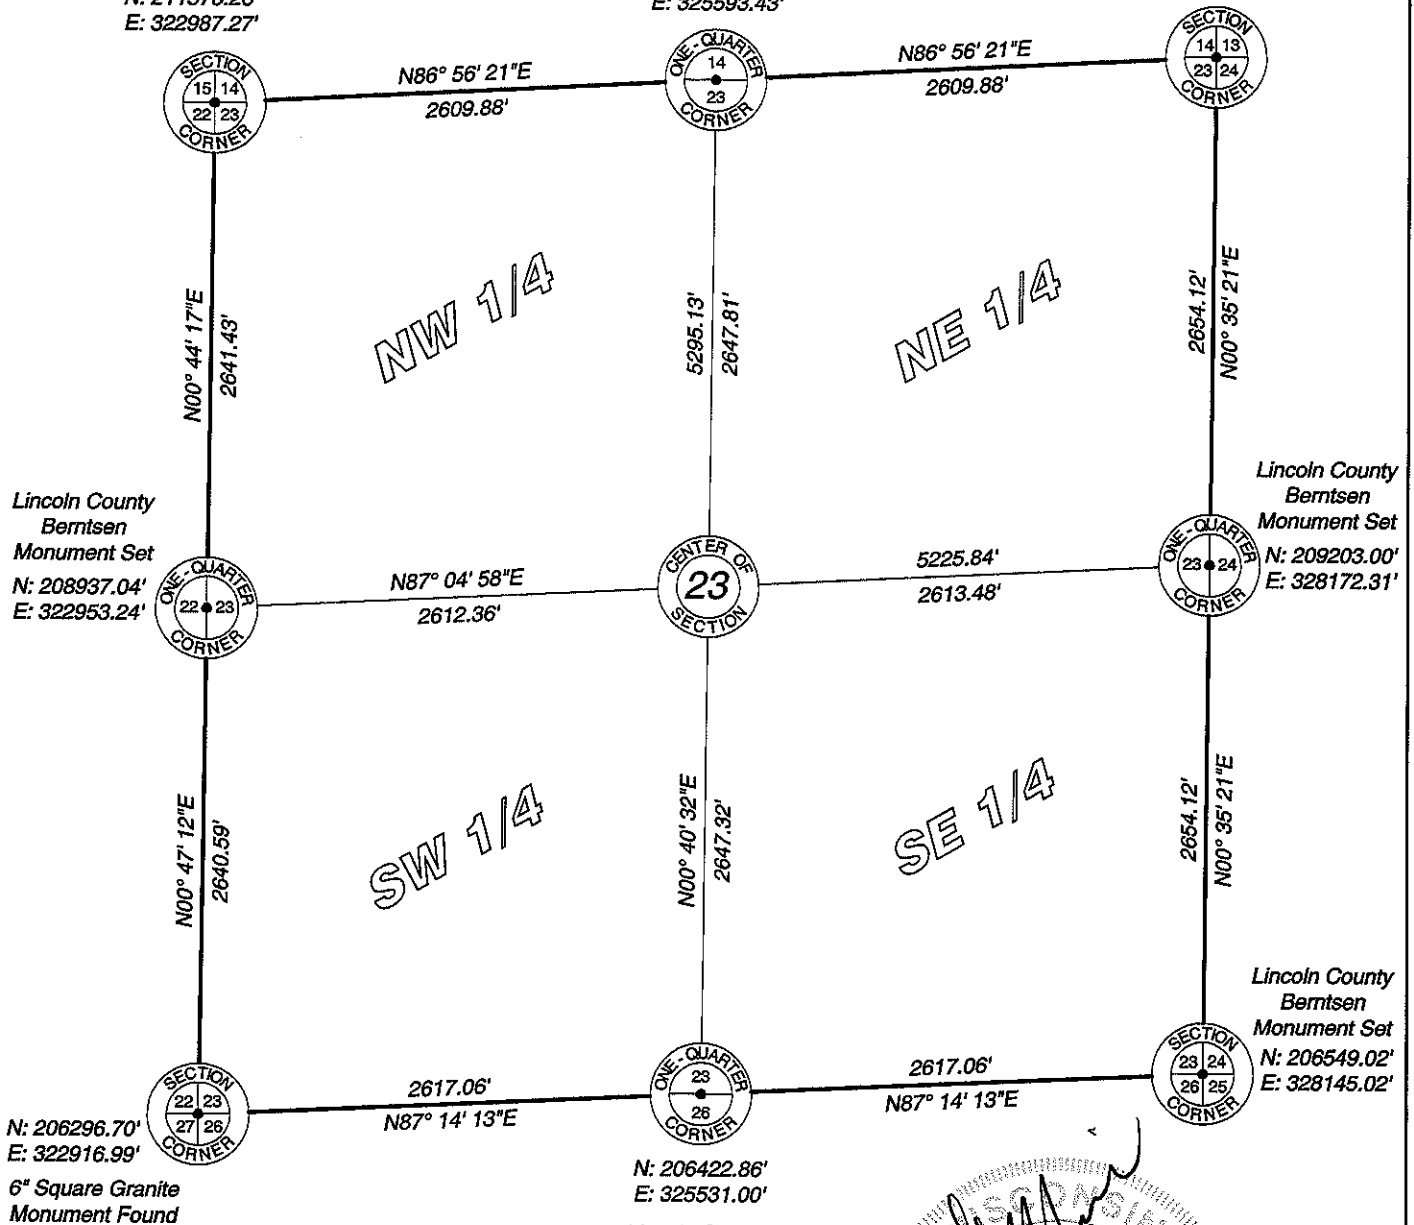 E: 322987.27'
E: 325593.43'
SECTION
15 14
22 23
CORNER
N86° 56' 21"E
2609.88'
ONE-QUARTER
14
23
CORNER
N86° 56' 21"E
2609.88'
SECTION
14 13
23 24
CORNER
N00° 44' 17"E
2641.43'
NW 1/4
5295.13'
2647.81'
NE 1/4
2654.12'
N00° 35' 21"E
Lincoln County
Berntsen
Monument Set
N: 208937.04'
E: 322953.24'
ONE-QUARTER
22 23
CORNER
N87° 04' 58"E
2612.36'
CENTER OF
23
SECTION
5225.84'
2613.48'
ONE-QUARTER
23 24
CORNER
Lincoln County
Berntsen
Monument Set
N: 209203.00'
E: 328172.31'
N00° 47' 12"E
2640.59'
SW 1/4
N00° 40' 32"E
2647.32'
SE 1/4
2654.12'
N00° 35' 21"E
Lincoln County
Berntsen
Monument Set
N: 206549.02'
E: 328145.02'
SECTION
22 23
27 26
CORNER
N: 206296.70'
E: 322916.99'
6" Square Granite
Monument Found
2617.06'
N87° 14' 13"E
ONE-QUARTER
23
26
CORNER
N: 206422.86'
E: 325531.00'
2617.06'
N87° 14' 13"E
SECTION
23 24
26 25
CORNER